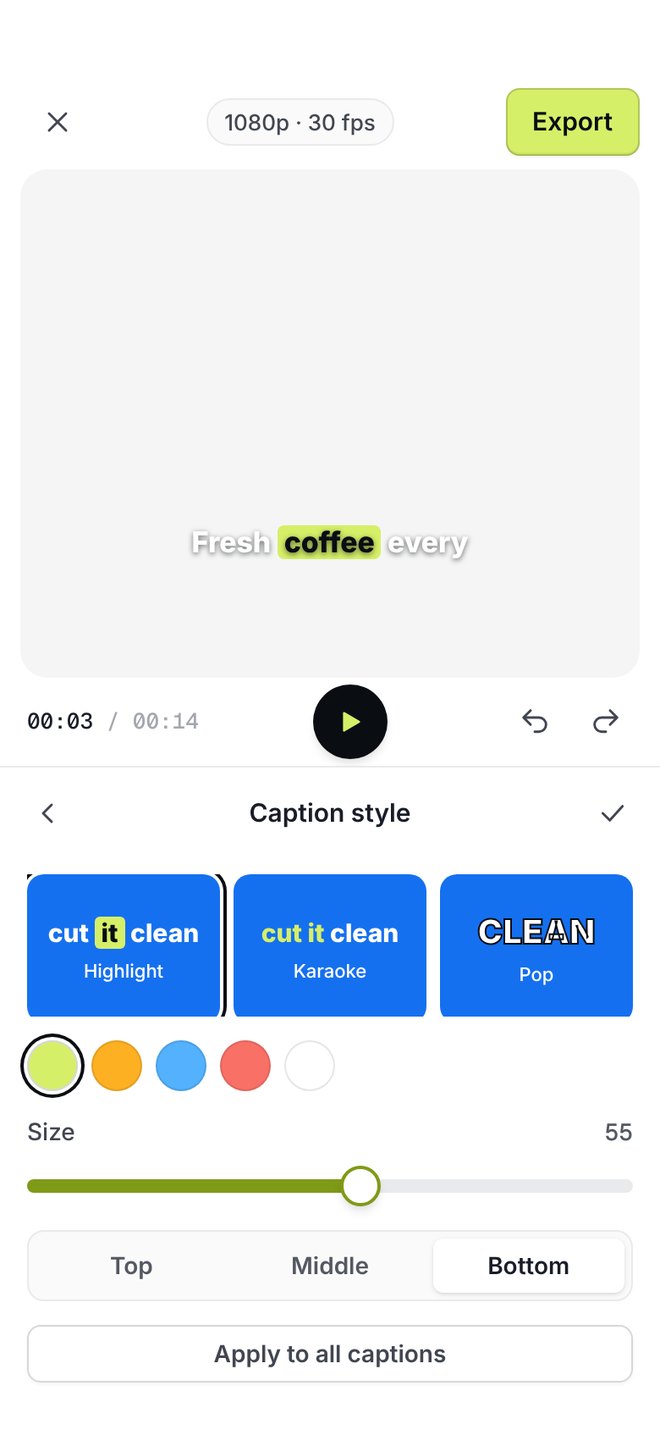 1080p · 30 fps
Export
Fresh coffee every
00:03 / 00:14
Caption style
cut it clean
Highlight
cut it clean
Karaoke
CLEAN
Pop
Size
55
Top
Middle
Bottom
Apply to all captions